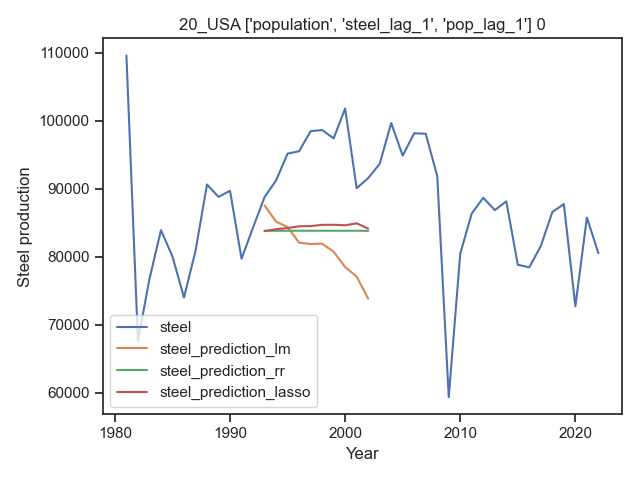 20_USA ['population', 'steel_lag_1', 'pop_lag_1'] 0
110000
100000
90000
80000
70000
60000
Steel production
steel
steel_prediction_lm
steel_prediction_rr
steel_prediction_lasso
1980
1990
2000
2010
2020
Year